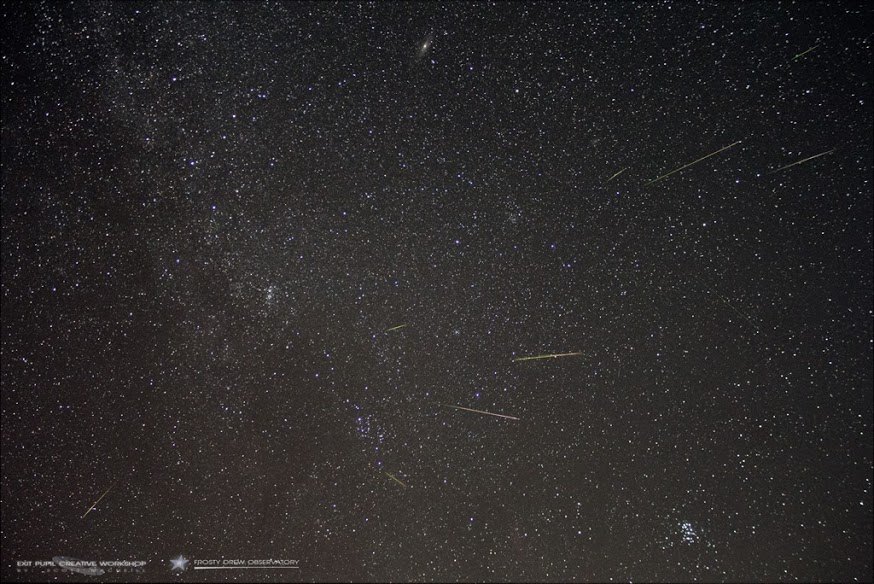 EXIT PUPIL CREATIVE WORKSHOP
FROSTY DREW OBSERVATORY